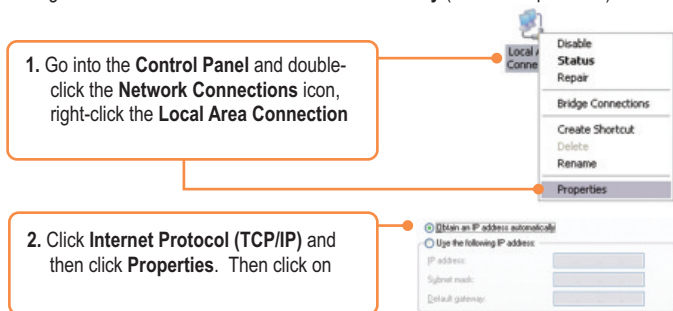 1. Go into the Control Panel and double-
click the Network Connections icon,
right-click the Local Area Connection
Local
Conne
Disable
Status
Repair
Bridge Connections
Create Shortcut
Delete
Rename
Properties
2. Click Internet Protocol (TCP/IP) and
then click Properties. Then click on
Obtain an IP address automatically
Use the following IP address:
IP address:
Subnet mask:
Default gateway: